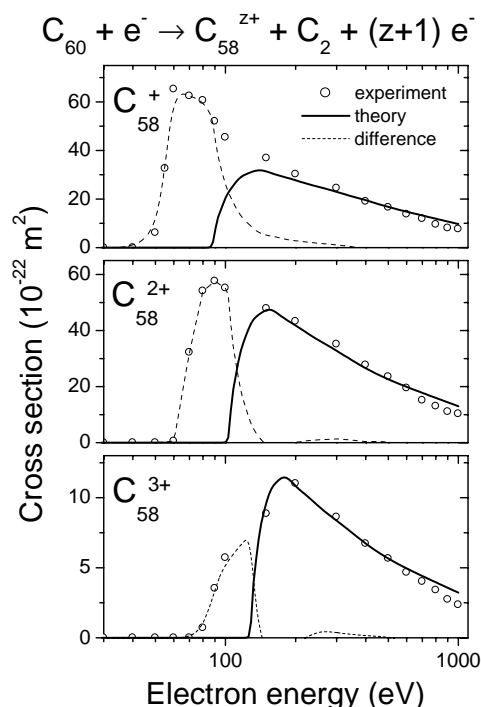 C₆₀ + e⁻ → C₅₈ᶻ⁺ + C₂ + (z+1) e⁻
60
40
20
0
C₅₈⁺
experiment
theory
difference
60
40
20
0
C₅₈²⁺
10
5
0
C₅₈³⁺
100
1000
Cross section (10⁻²² m²)
Electron energy (eV)